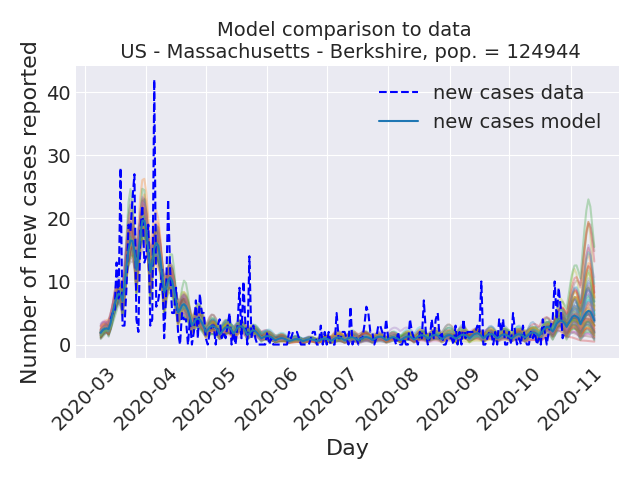 Model comparison to data
US - Massachusetts - Berkshire, pop. = 124944
Number of new cases reported
40
30
20
10
0
new cases data
new cases model
2020-03
2020-04
2020-05
2020-06
2020-07
2020-08
2020-09
2020-10
2020-11
Day